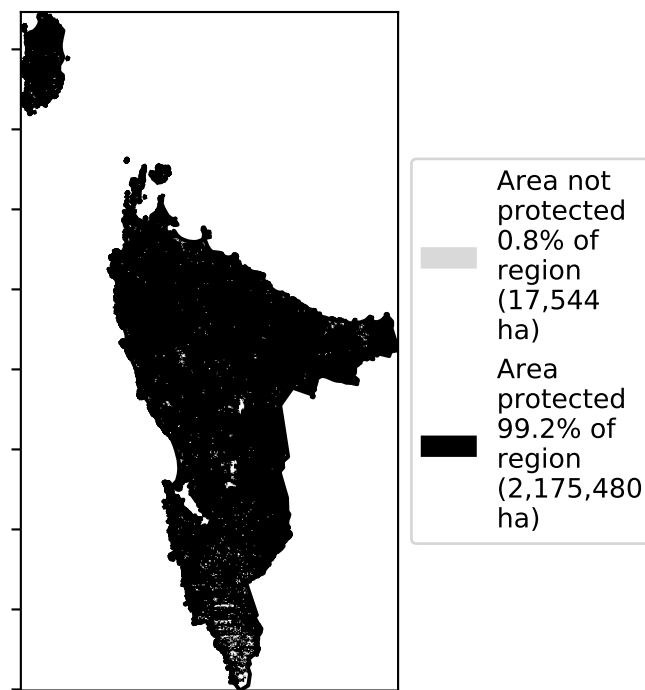 Area not
protected
0.8% of
region
(17,544
ha)
Area
protected
99.2% of
region
(2,175,480
ha)